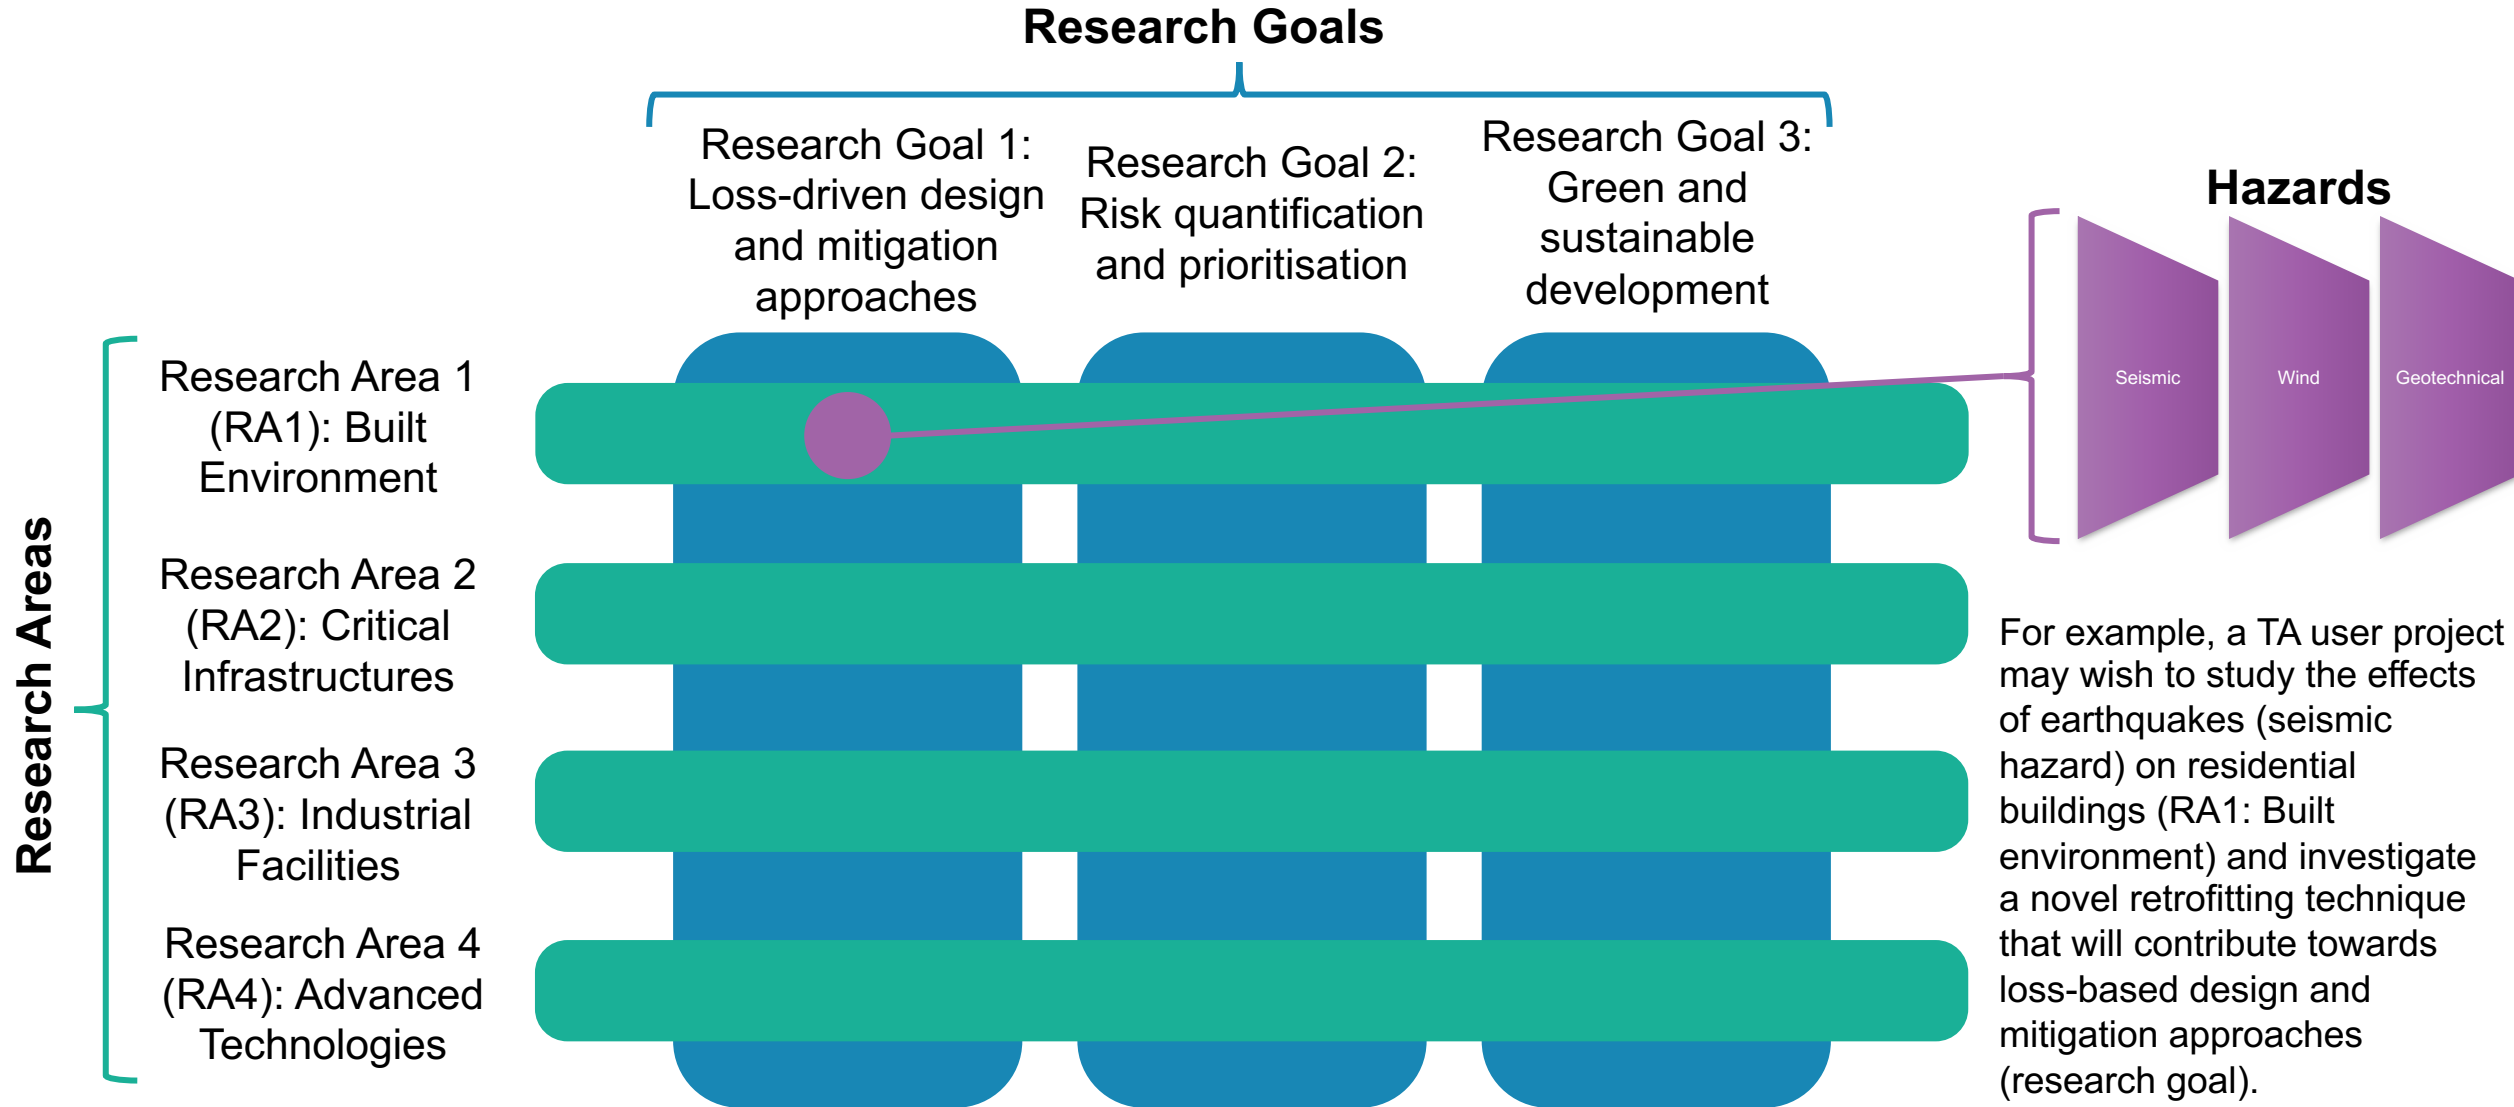 Research Goals
Research Goal 1:
Loss-driven design
and mitigation
approaches
Research Goal 2:
Risk quantification
and prioritisation
Research Goal 3:
Green and
sustainable
development
Hazards
Seismic
Wind
Geotechnical
Research Areas
Research Area 1
(RA1): Built
Environment
Research Area 2
(RA2): Critical
Infrastructures
Research Area 3
(RA3): Industrial
Facilities
Research Area 4
(RA4): Advanced
Technologies
For example, a TA user project
may wish to study the effects
of earthquakes (seismic
hazard) on residential
buildings (RA1: Built
environment) and investigate
a novel retrofitting technique
that will contribute towards
loss-based design and
mitigation approaches
(research goal).